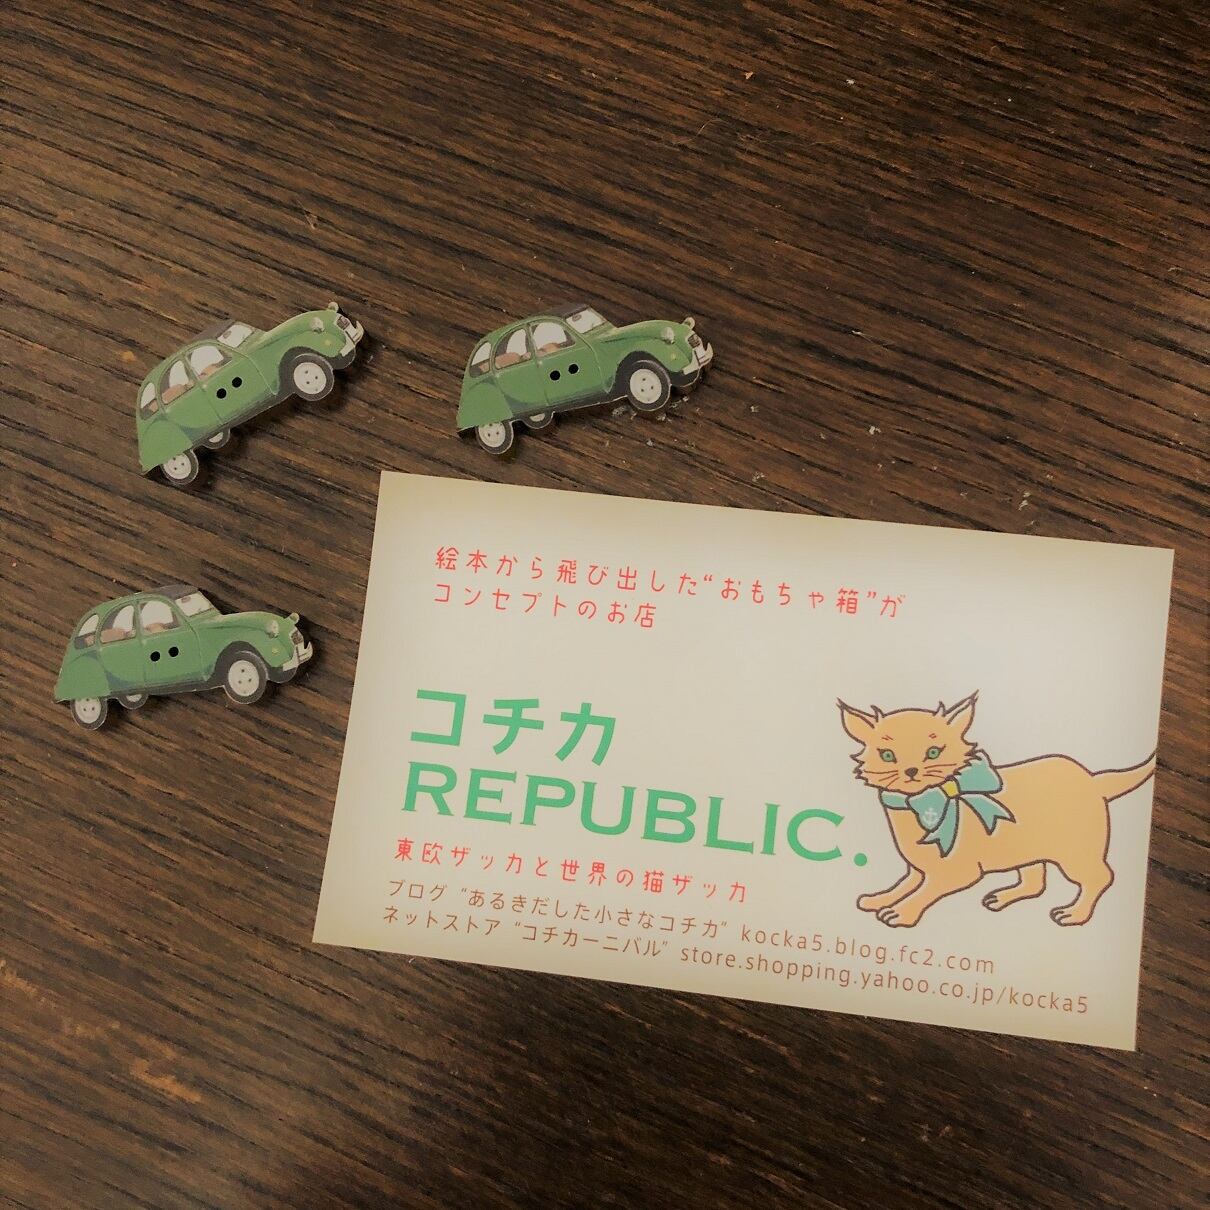 絵本から飛び出した“おもちゃ箱”が
コンセプトのお店
コチカ
REPUBLIC.
東欧ザッカと世界の猫ザッカ
ブログ“あるきだした小さなコチカ”kocka5.blog.fc2.com
ネットストア“コチカーニバル”store.shopping.yahoo.co.jp/kocka5